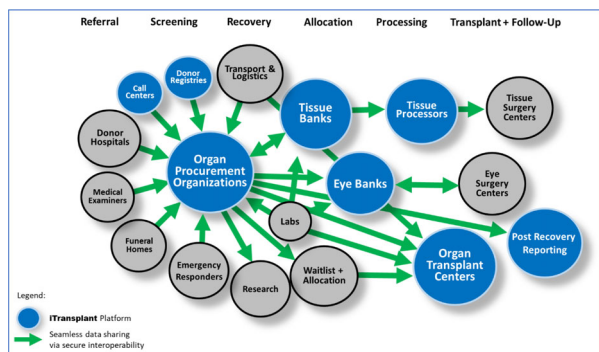 Referral Screening Recovery Allocation Processing Transplant + Follow-Up
Call
Centers
Donor
Registries
Transport &
Logistics
Tissue
Banks
Tissue
Processors
Tissue
Surgery
Centers
Donor
Hospitals
Organ
Procurement
Organizations
Eye Banks
Eye
Surgery
Centers
Medical
Examiners
Labs
Funeral
Homes
Emergency
Responders
Research
Waitlist +
Allocation
Organ
Transplant
Centers
Post Recovery
Reporting
Legend:
iTransplant Platform
Seamless data sharing
via secure interoperability